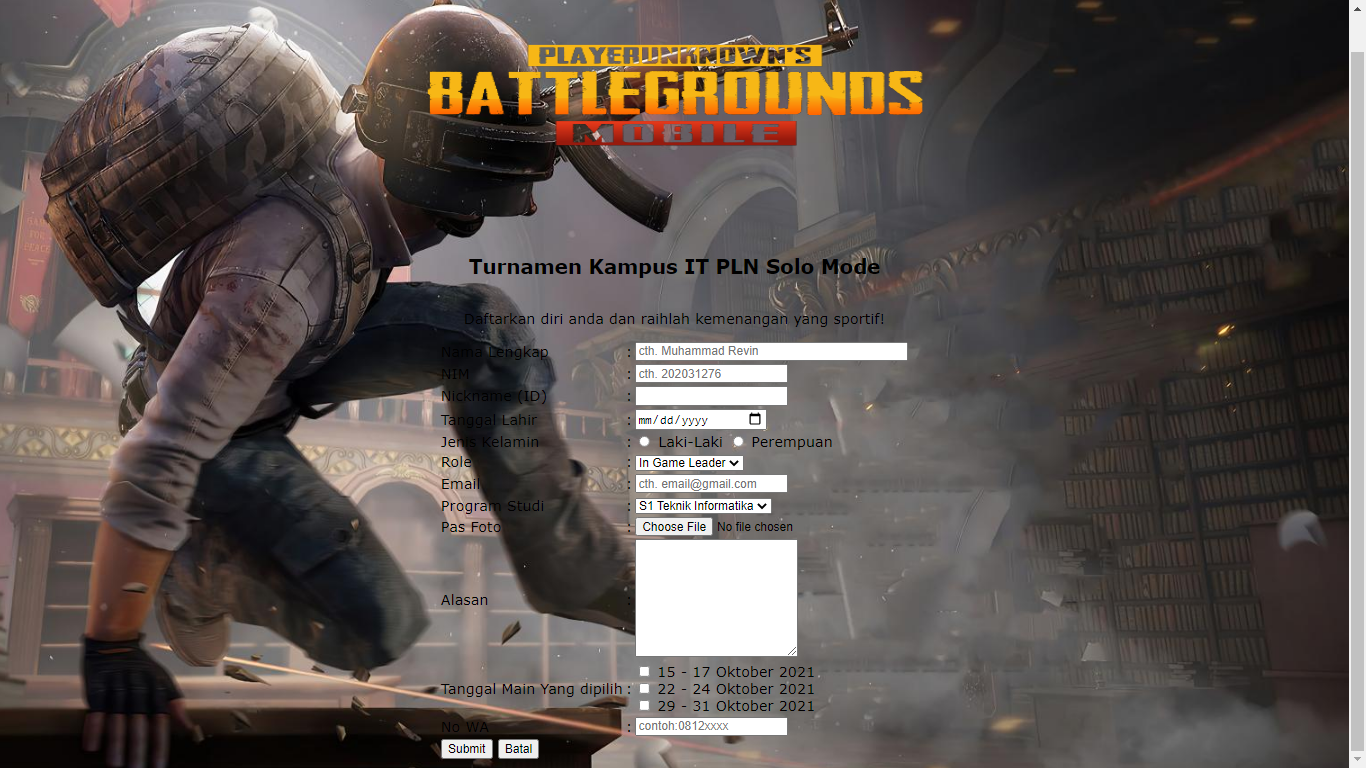 PLAYERUNKNOWN'S
BATTLEGROUNDS
MOBILE
Turnamen Kampus IT PLN Solo Mode
Daftarkan diri anda dan raihlah kemenangan yang sportif!
Nama Lengkap : cth. Muhammad Revin
NIM : cth. 202031276
Nickname (ID) :
Tanggal Lahir : mm/dd/yyyy
Jenis Kelamin : Laki-Laki Perempuan
Role : In Game Leader
Email : cth. email@gmail.com
Program Studi : S1 Teknik Informatika
Pas Foto : Choose File No file chosen
Alasan :
15 - 17 Oktober 2021
Tanggal Main Yang dipilih : 22 - 24 Oktober 2021
29 - 31 Oktober 2021
No WA : contoh:0812xxxx
Submit Batal